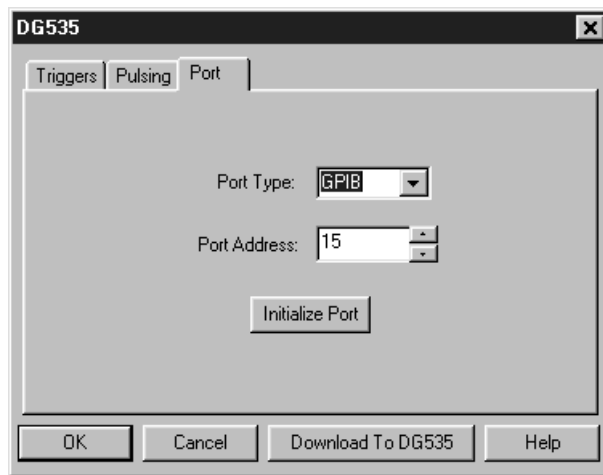 DG535
Triggers Pulsing Port
Port Type: GPIB
Port Address: 15
Initialize Port
OK Cancel Download To DG535 Help